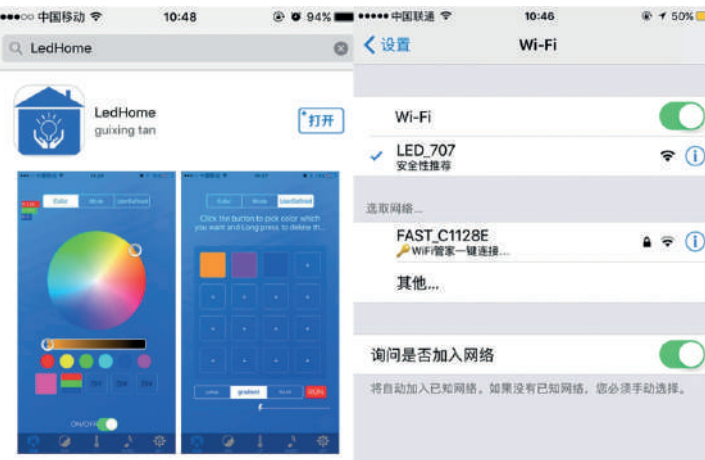 中国移动
10:48
94%
LedHome
LedHome
guixing tan
打开
Color
UserDefined
ON/OFF
Color
UserDefined
Click the button to pick color which
you want and Long press to delete th...
gradient
中国联通
10:46
50%
设置
Wi-Fi
Wi-Fi
LED_707
安全性推荐
选取网络...
FAST_C1128E
WiFi管家一键连接...
其他...
询问是否加入网络
将自动加入已知网络。如果没有已知网络，您必须手动选择。